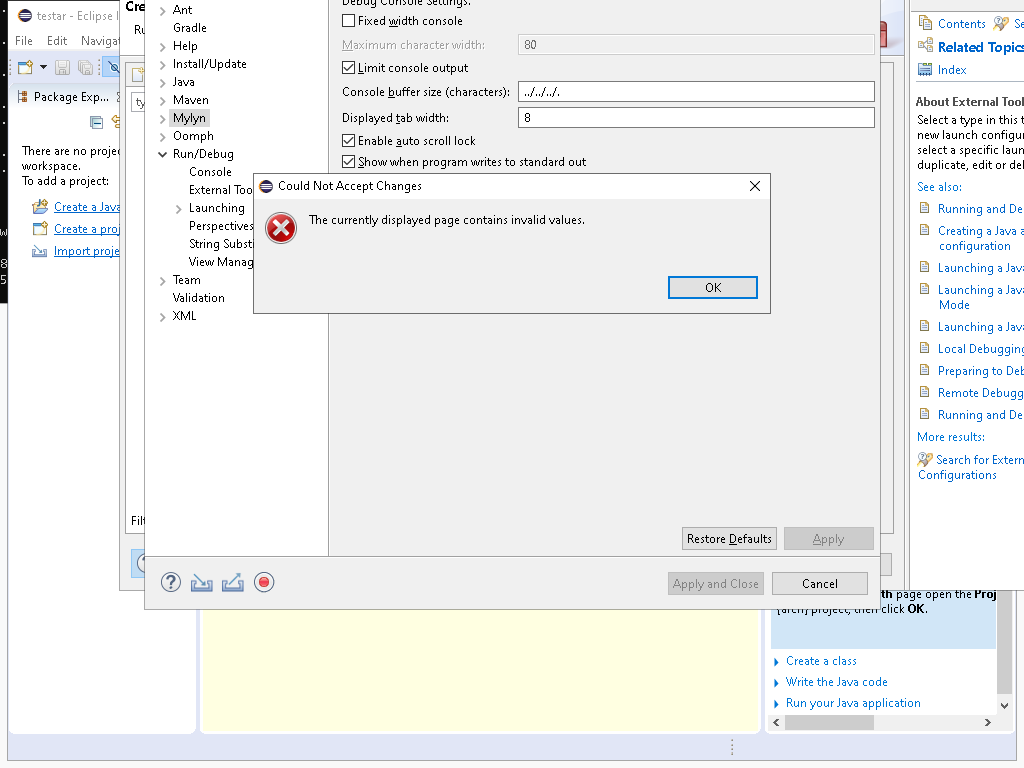 testar - Eclipse I
Cre
File Edit Navigat
Ru
Package Exp...
ty
There are no proje
workspace.
To add a project:
Create a Java
Create a proj
Import proje
w
8
5
Filt
Ant
Gradle
Help
Install/Update
Java
Maven
Mylyn
Oomph
Run/Debug
Console
External Too
Launching
Perspectives
String Substi
View Manag
Team
Validation
XML
Debug Console Settings.
Fixed width console
Maximum character width: 80
Limit console output
Console buffer size (characters): ../../../.
Displayed tab width: 8
Enable auto scroll lock
Show when program writes to standard out
Could Not Accept Changes
The currently displayed page contains invalid values.
OK
Restore Defaults Apply
Apply and Close Cancel
Contents Se
Related Topics
Index
About External Tool
Select a type in this t
new launch configur
select a specific laun
duplicate, edit or del
See also:
Running and De
Creating a Java a
configuration
Launching a Java
Launching a Java
Mode
Launching a Java
Local Debugging
Preparing to Deb
Remote Debugg
Running and De
More results:
Search for Extern
Configurations
th page open the Proj
{arch} project, then click OK.
Create a class
Write the Java code
Run your Java application